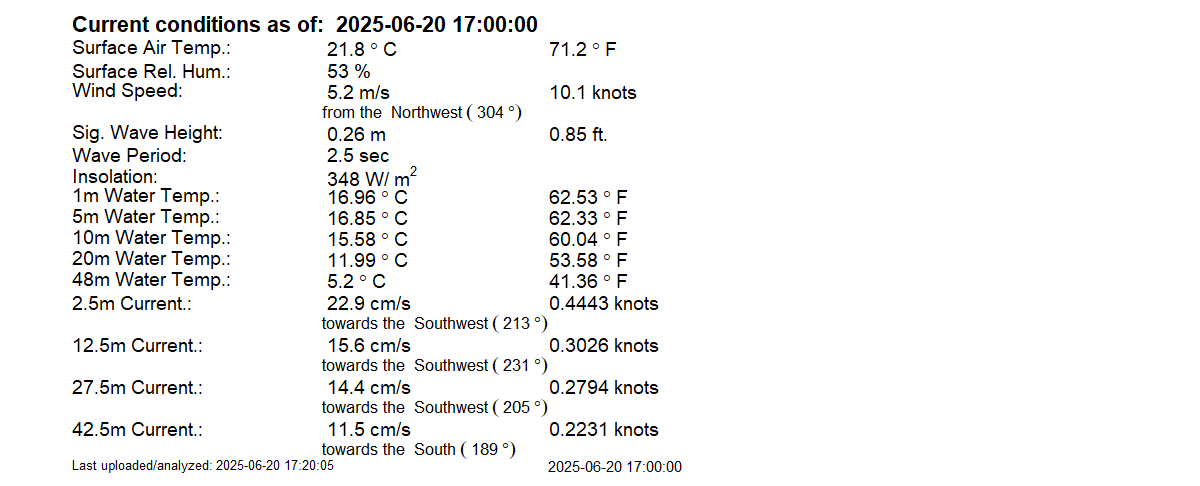 Current conditions as of: 2025-06-20 17:00:00
Surface Air Temp.: 21.8 ° C 71.2 ° F
Surface Rel. Hum.: 53 %
Wind Speed: 5.2 m/s 10.1 knots
from the Northwest ( 304 °)
Sig. Wave Height: 0.26 m 0.85 ft.
Wave Period: 2.5 sec
Insolation: 348 W/ m²
1m Water Temp.: 16.96 ° C 62.53 ° F
5m Water Temp.: 16.85 ° C 62.33 ° F
10m Water Temp.: 15.58 ° C 60.04 ° F
20m Water Temp.: 11.99 ° C 53.58 ° F
48m Water Temp.: 5.2 ° C 41.36 ° F
2.5m Current.: 22.9 cm/s 0.4443 knots
towards the Southwest ( 213 °)
12.5m Current.: 15.6 cm/s 0.3026 knots
towards the Southwest ( 231 °)
27.5m Current.: 14.4 cm/s 0.2794 knots
towards the Southwest ( 205 °)
42.5m Current.: 11.5 cm/s 0.2231 knots
towards the South ( 189 °)
Last uploaded/analyzed: 2025-06-20 17:20:05 2025-06-20 17:00:00